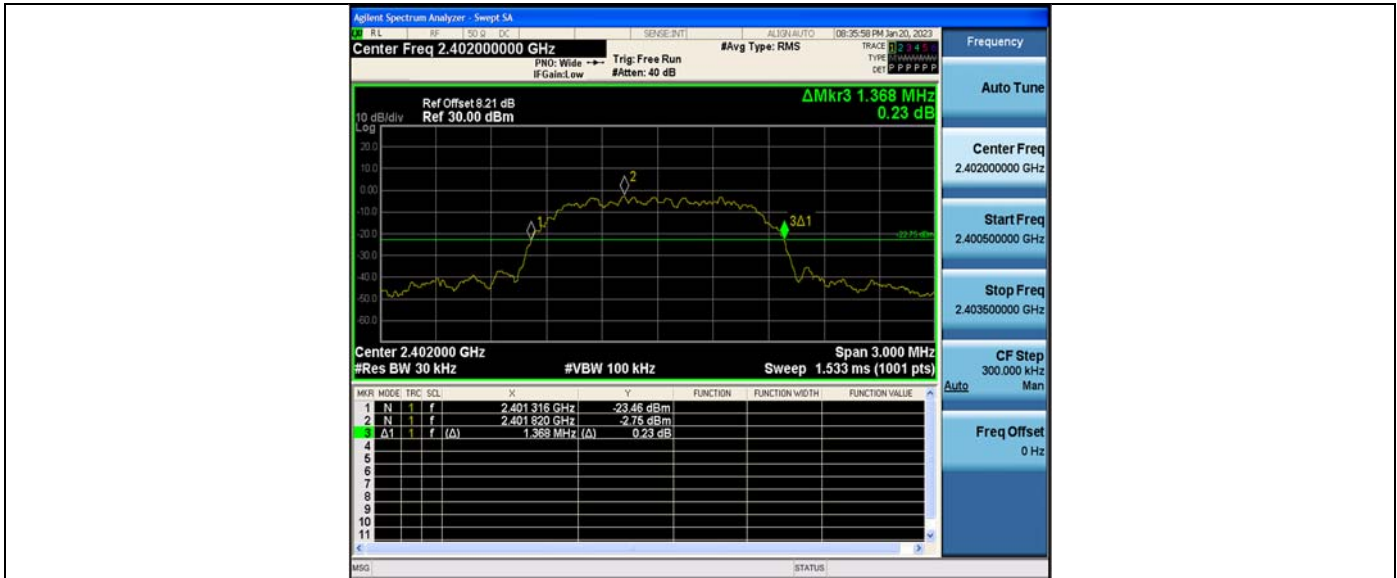 Agilent Spectrum Analyzer - Swept SA
RL RF 50 Ω DC SENSE:INT ALIGNAUTO 08:35:58 PM Jan 20, 2023
Center Freq 2.402000000 GHz
PNO: Wide
IFGain:Low
Trig: Free Run
#Atten: 40 dB
#Avg Type: RMS
TRACE 1 2 3 4 5 6
TYPE M
DET P P P P P P
Ref Offset 8.21 dB
Ref 30.00 dBm
10 dB/div
Log
ΔMkr3 1.368 MHz
0.23 dB
20.0
10.0
0.00
-10.0
-20.0
-30.0
-40.0
-50.0
-60.0
1
2
3Δ1
-22.75 dBm
Center 2.402000 GHz Span 3.000 MHz
#Res BW 30 kHz #VBW 100 kHz Sweep 1.533 ms (1001 pts)
MKR MODE TRC SCL X Y FUNCTION FUNCTION WIDTH FUNCTION VALUE
1 N 1 f 2.401 316 GHz -23.46 dBm
2 N 1 f 2.401 820 GHz -2.75 dBm
3 Δ1 1 f (Δ) 1.368 MHz (Δ) 0.23 dB
4
5
6
7
8
9
10
11
MSG STATUS
Frequency
Auto Tune
Center Freq
2.402000000 GHz
Start Freq
2.400500000 GHz
Stop Freq
2.403500000 GHz
CF Step
300.000 kHz
Auto Man
Freq Offset
0 Hz